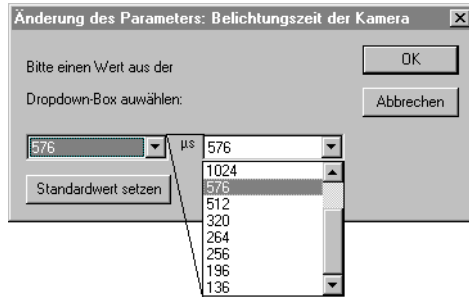 Änderung des Parameters: Belichtungszeit der Kamera
Bitte einen Wert aus der
Dropdown-Box auwählen:
OK
Abbrechen
576 µs 576
Standardwert setzen
1024
576
512
320
264
256
196
136